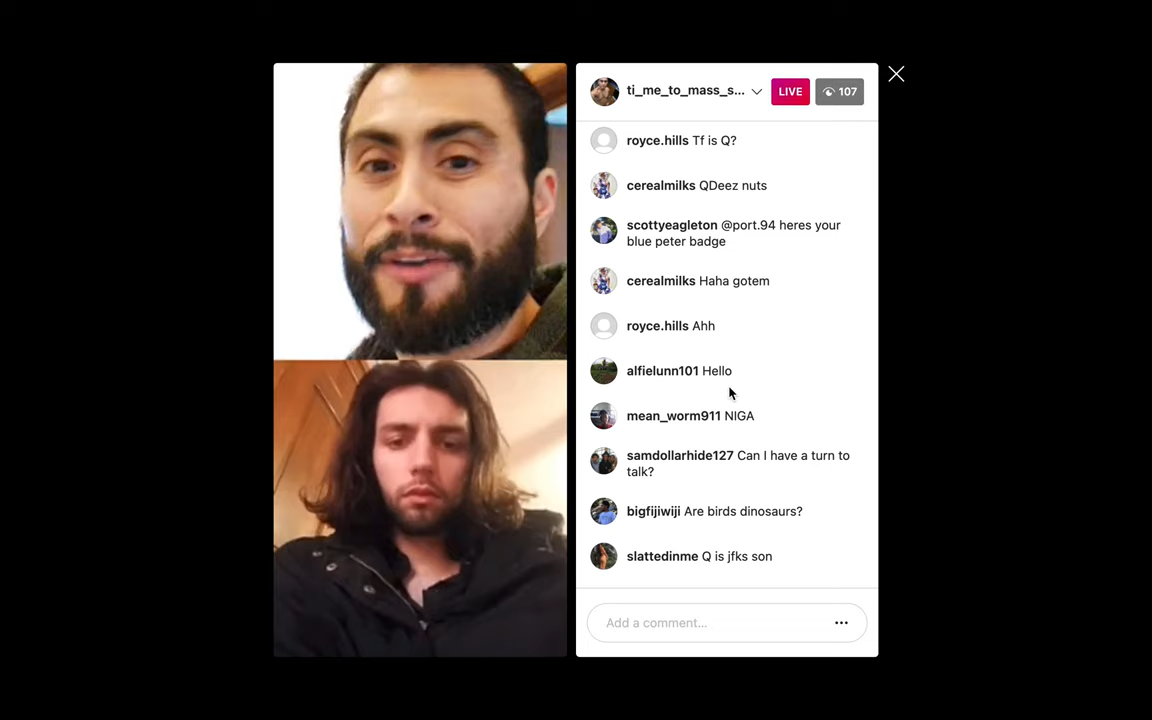 ti_me_to_mass_s... LIVE 107
royce.hills Tf is Q?
cerealmilks QDeez nuts
scottyeagleton @port.94 heres your
blue peter badge
cerealmilks Haha gotem
royce.hills Ahh
alfielunn101 Hello
mean_worm911 NIGA
samdollarhide127 Can I have a turn to
talk?
bigfijiwiji Are birds dinosaurs?
slattedinme Q is jfks son
Add a comment...